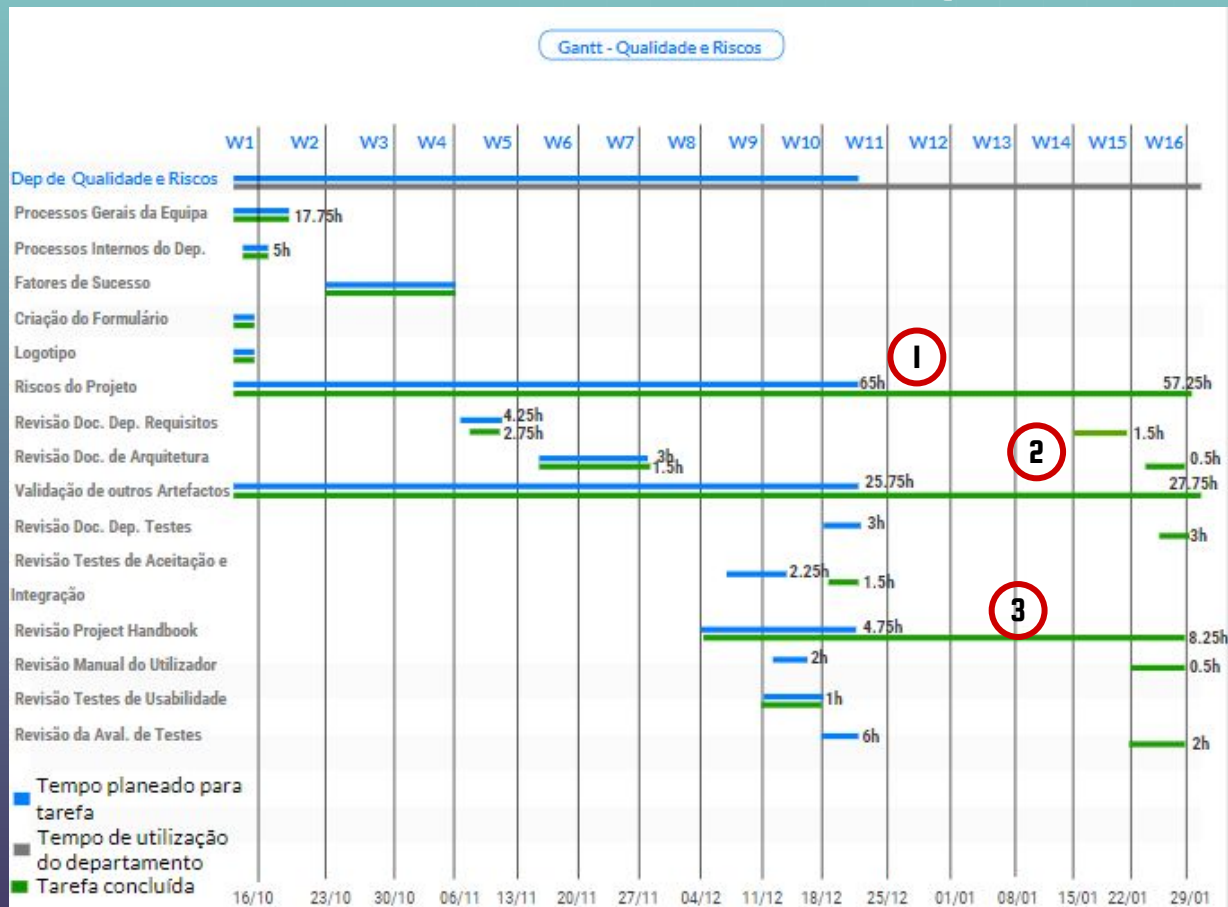 Gantt - Qualidade e Riscos
W1 W2 W3 W4 W5 W6 W7 W8 W9 W10 W11 W12 W13 W14 W15 W16
Dep de Qualidade e Riscos
Processos Gerais da Equipa 17.75h
Processos Internos do Dep. 5h
Fatores de Sucesso
Criação do Formulário
Logotipo
1
Riscos do Projeto 65h 57.25h
Revisão Doc. Dep. Requisitos 4.25h 2.75h 1.5h
2
Revisão Doc. de Arquitetura 3h 1.5h 0.5h
Validação de outros Artefactos 25.75h 27.75h
Revisão Doc. Dep. Testes 3h 3h
Revisão Testes de Aceitação e
Integração 2.25h 1.5h
3
Revisão Project Handbook 4.75h 8.25h
Revisão Manual do Utilizador 2h 0.5h
Revisão Testes de Usabilidade 1h
Revisão da Aval. de Testes 6h 2h
Tempo planeado para
tarefa
Tempo de utilização
do departamento
Tarefa concluída
16/10 23/10 30/10 06/11 13/11 20/11 27/11 04/12 11/12 18/12 25/12 01/01 08/01 15/01 22/01 29/01